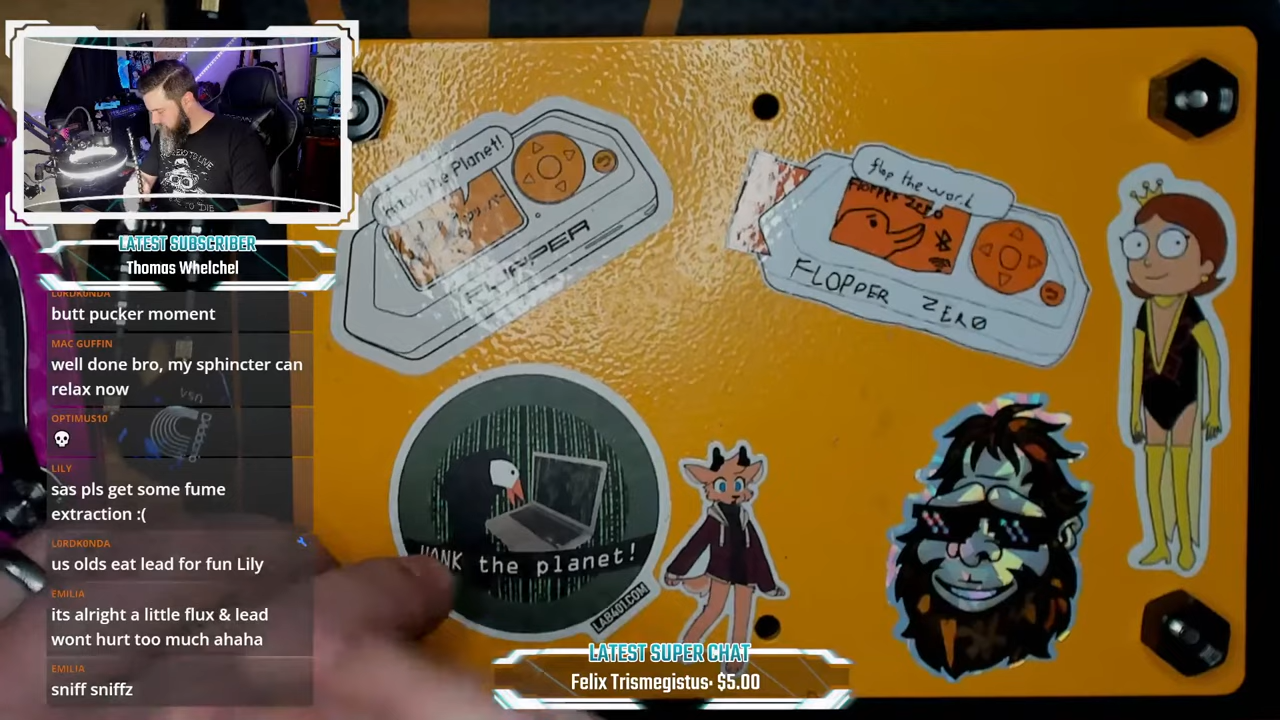 LATEST SUBSCRIBER
Thomas Whelchel
L0RDK0NDA
butt pucker moment
MAC GUFFIN
well done bro, my sphincter can
relax now
OPTIMUS10
LILY
sas pls get some fume
extraction :(
L0RDK0NDA
us olds eat lead for fun Lily
EMILIA
its alright a little flux & lead
wont hurt too much ahaha
EMILIA
sniff sniffz
Hack the Planet!
FLIPPER
flop the world
Flopper Zero
FLOPPER ZERO
HONK the planet!
LAB401.COM
LATEST SUPER CHAT
Felix Trismegistus· $5.00